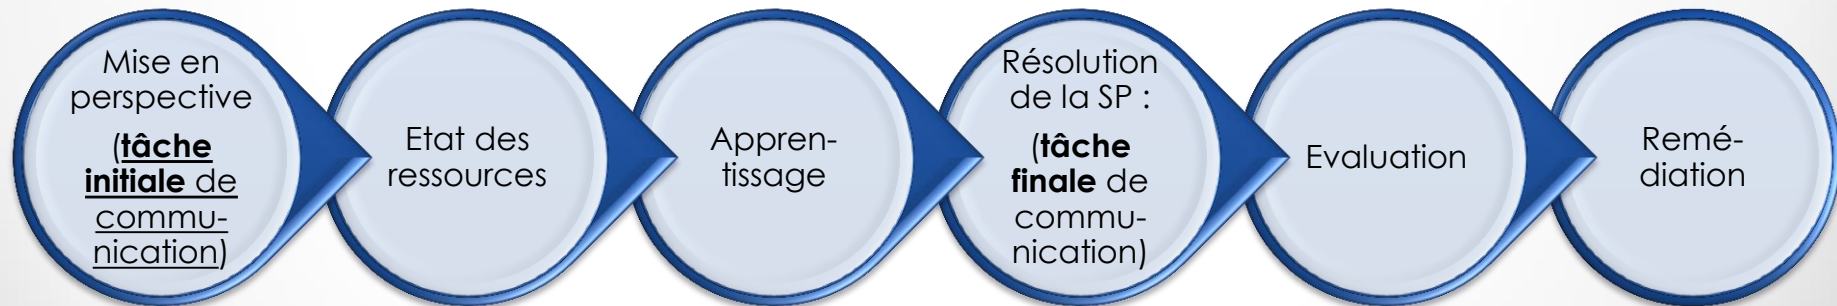 Mise en
perspective
(tâche
initiale de
commu-
nication)
Etat des
ressources
Appren-
tissage
Résolution
de la SP :
(tâche
finale de
commu-
nication)
Evaluation
Remé-
diation